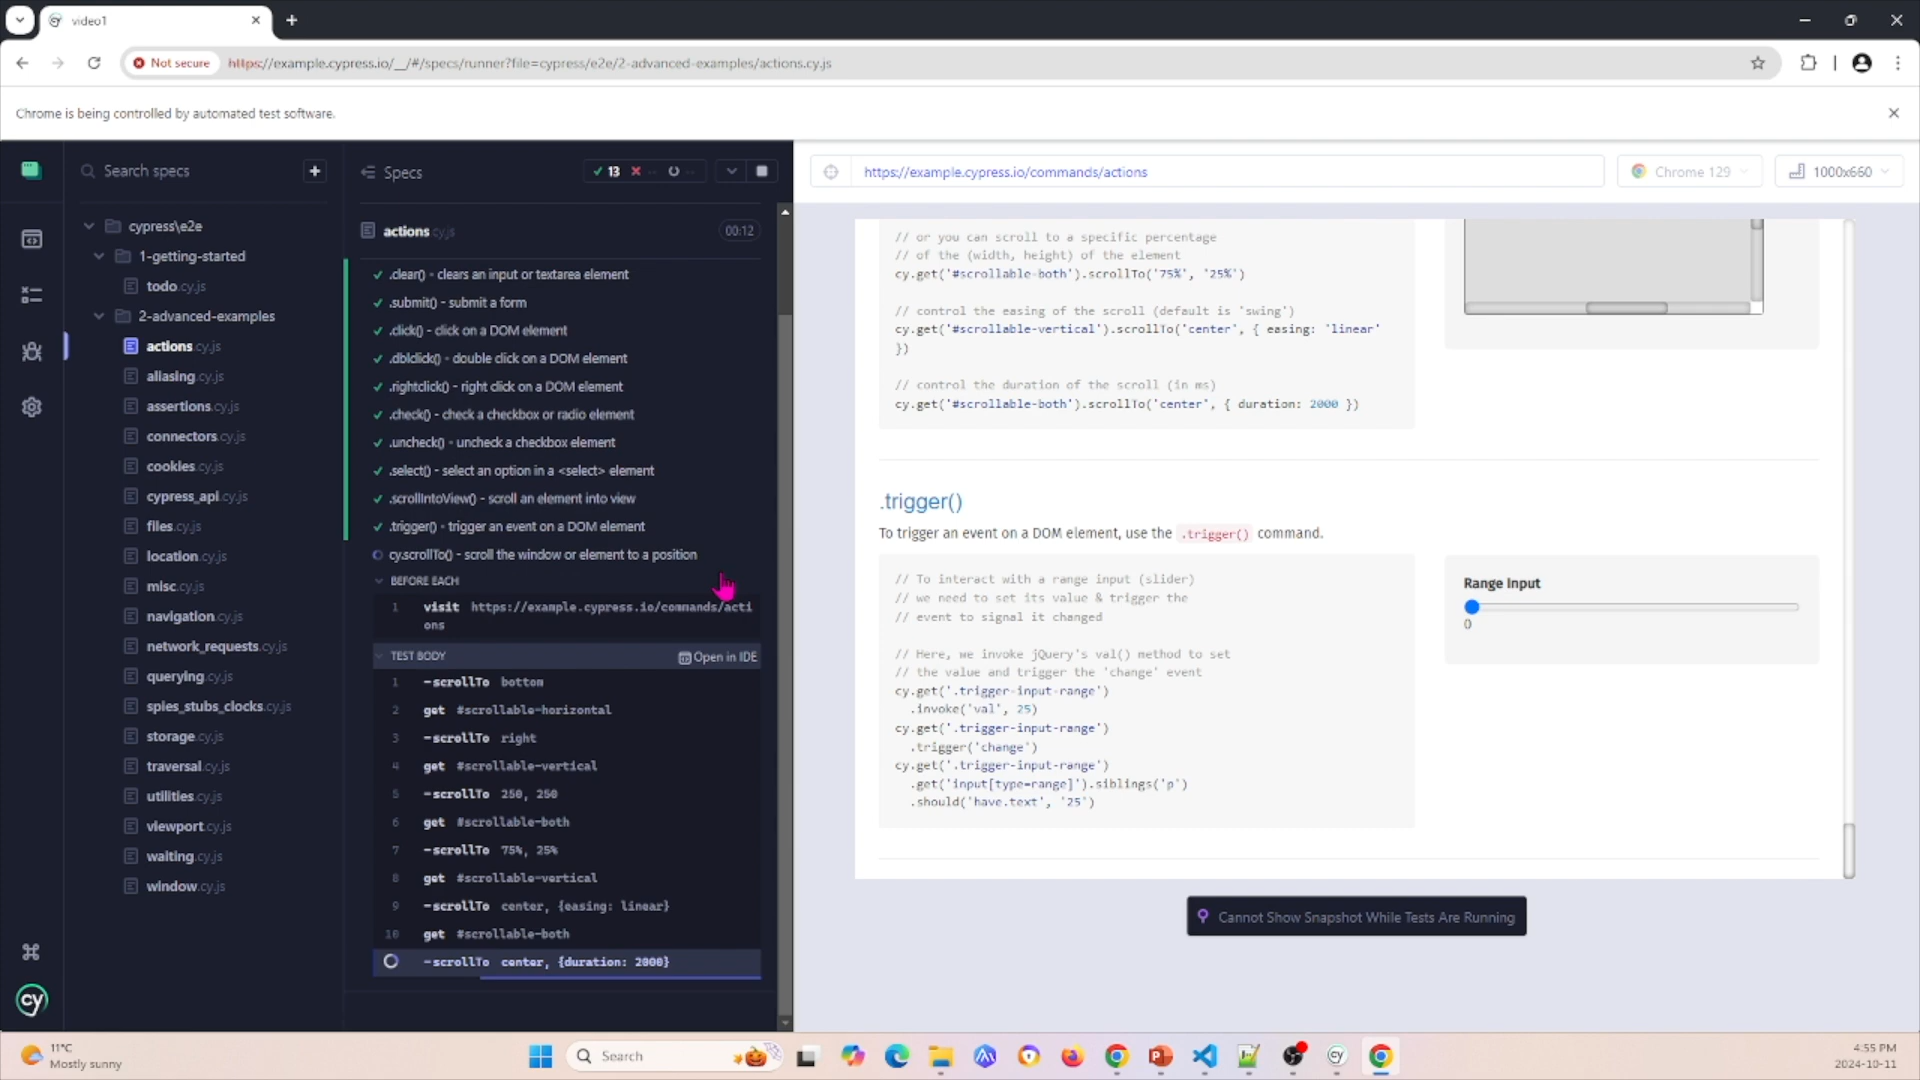 video1
Not secure
https://example.cypress.io/__/#/specs/runner?file=cypress/e2e/2-advanced-examples/actions.cy.js
Chrome is being controlled by automated test software.
Search specs
cypress\e2e
1-getting-started
todo.cy.js
2-advanced-examples
actions.cy.js
aliasing.cy.js
assertions.cy.js
connectors.cy.js
cookies.cy.js
cypress_api.cy.js
files.cy.js
location.cy.js
misc.cy.js
navigation.cy.js
network_requests.cy.js
querying.cy.js
spies_stubs_clocks.cy.js
storage.cy.js
traversal.cy.js
utilities.cy.js
viewport.cy.js
waiting.cy.js
window.cy.js
cy
Specs
13 -- --
actions.cy.js 00:12
.clear() - clears an input or textarea element
.submit() - submit a form
.click() - click on a DOM element
.dblclick() - double click on a DOM element
.rightclick() - right click on a DOM element
.check() - check a checkbox or radio element
.uncheck() - uncheck a checkbox element
.select() - select an option in a <select> element
.scrollIntoView() - scroll an element into view
.trigger() - trigger an event on a DOM element
cy.scrollTo() - scroll the window or element to a position
BEFORE EACH
1 visit https://example.cypress.io/commands/acti
ons
TEST BODY Open in IDE
1 -scrollTo bottom
2 get #scrollable-horizontal
3 -scrollTo right
4 get #scrollable-vertical
5 -scrollTo 250, 250
6 get #scrollable-both
7 -scrollTo 75%, 25%
8 get #scrollable-vertical
9 -scrollTo center, {easing: linear}
10 get #scrollable-both
-scrollTo center, {duration: 2000}
https://example.cypress.io/commands/actions
Chrome 129
1000x660
// or you can scroll to a specific percentage
// of the (width, height) of the element
cy.get('#scrollable-both').scrollTo('75%', '25%')
// control the easing of the scroll (default is 'swing')
cy.get('#scrollable-vertical').scrollTo('center', { easing: 'linear'
})
// control the duration of the scroll (in ms)
cy.get('#scrollable-both').scrollTo('center', { duration: 2000 })
.trigger()
To trigger an event on a DOM element, use the .trigger() command.
// To interact with a range input (slider)
// we need to set its value & trigger the
// event to signal it changed
// Here, we invoke jQuery's val() method to set
// the value and trigger the 'change' event
cy.get('.trigger-input-range')
.invoke('val', 25)
cy.get('.trigger-input-range')
.trigger('change')
cy.get('.trigger-input-range')
.get('input[type=range]').siblings('p')
.should('have.text', '25')
Range Input
0
Cannot Show Snapshot While Tests Are Running
11°C
Mostly sunny
Search
4:55 PM
2024-10-11